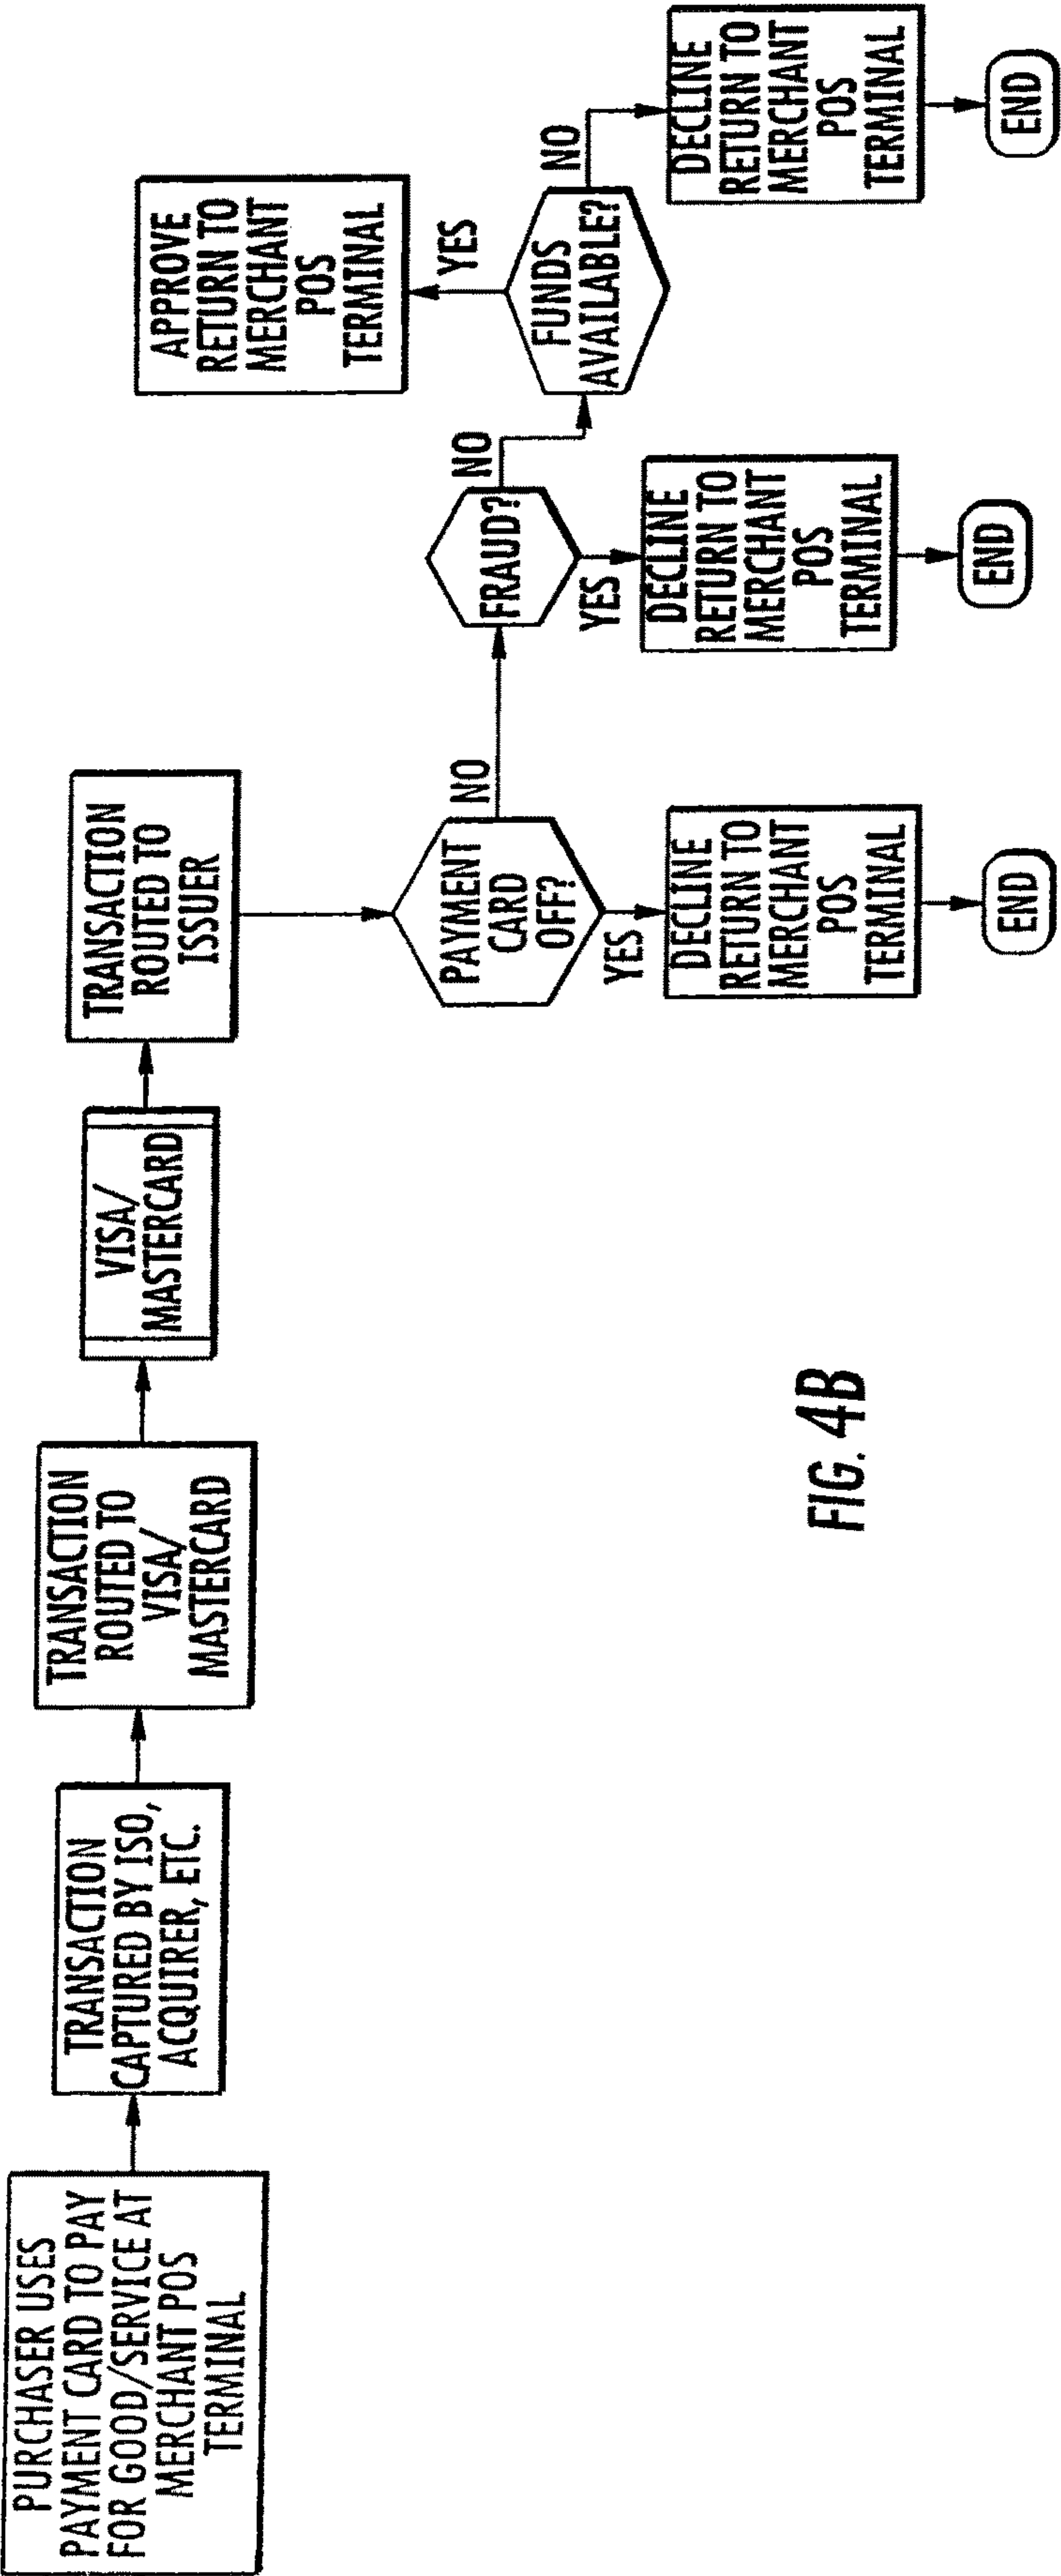 PURCHASER USES
PAYMENT CARD TO PAY
FOR GOOD/SERVICE AT
MERCHANT POS
TERMINAL
TRANSACTION
CAPTURED BY ISO,
ACQUIRER, ETC.
TRANSACTION
ROUTED TO
VISA/
MASTERCARD
VISA/
MASTERCARD
TRANSACTION
ROUTED TO
ISSUER
PAYMENT
CARD
OFF?
YES
DECLINE
RETURN TO
MERCHANT
POS
TERMINAL
END
NO
FRAUD?
YES
DECLINE
RETURN TO
MERCHANT
POS
TERMINAL
END
NO
FUNDS
AVAILABLE?
YES
APPROVE
RETURN TO
MERCHANT
POS
TERMINAL
NO
DECLINE
RETURN TO
MERCHANT
POS
TERMINAL
END
FIG. 4B